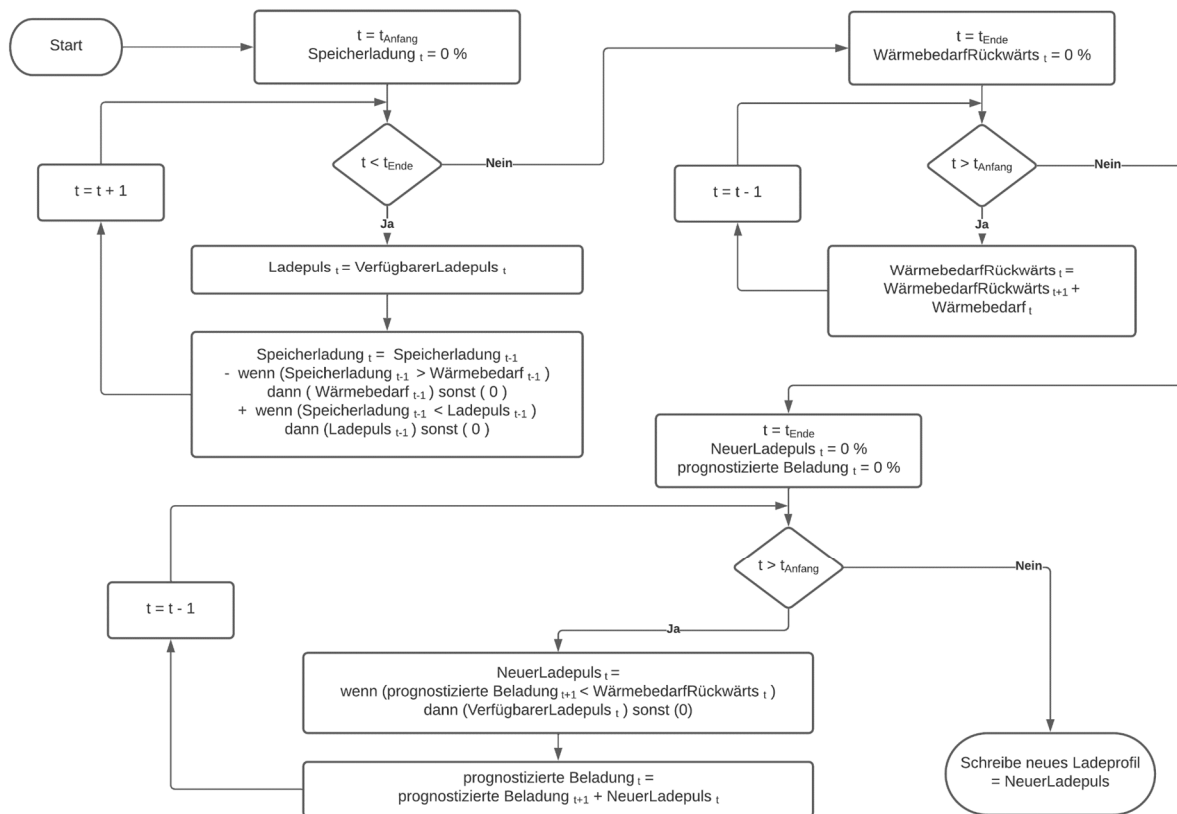 Start
t = tAnfang
Speicherladung t = 0 %
t < tEnde
Nein
Ja
t = t + 1
Ladepuls t = VerfügbarerLadepuls t
Speicherladung t = Speicherladung t-1
- wenn (Speicherladung t-1 > Wärmebedarf t-1 )
dann ( Wärmebedarf t-1 ) sonst ( 0 )
+ wenn (Speicherladung t-1 < Ladepuls t-1 )
dann (Ladepuls t-1 ) sonst ( 0 )
t = tEnde
WärmebedarfRückwärts t = 0 %
t > tAnfang
Nein
Ja
t = t - 1
WärmebedarfRückwärts t =
WärmebedarfRückwärts t+1 +
Wärmebedarf t
t = tEnde
NeuerLadepuls t = 0 %
prognostizierte Beladung t = 0 %
t > tAnfang
Nein
Ja
t = t - 1
NeuerLadepuls t =
wenn (prognostizierte Beladung t+1 < WärmebedarfRückwärts t )
dann (VerfügbarerLadepuls t ) sonst (0)
prognostizierte Beladung t =
prognostizierte Beladung t+1 + NeuerLadepuls t
Schreibe neues Ladeprofil
= NeuerLadepuls